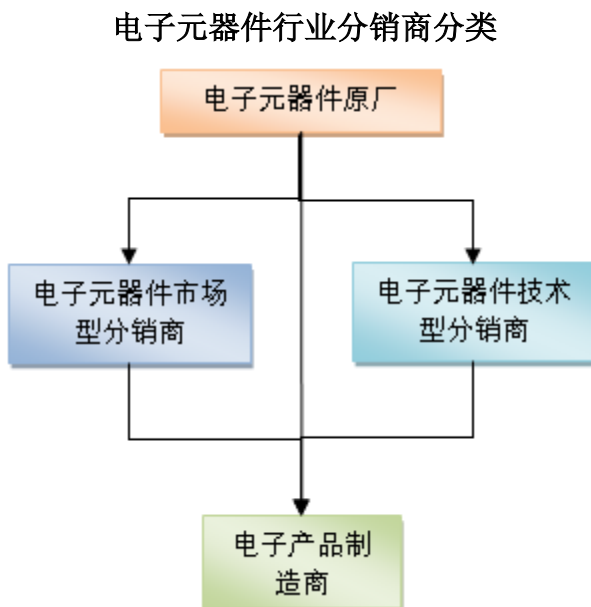 电子元器件行业分销商分类
电子元器件原厂
电子元器件市场
型分销商
电子元器件技术
型分销商
电子产品制
造商